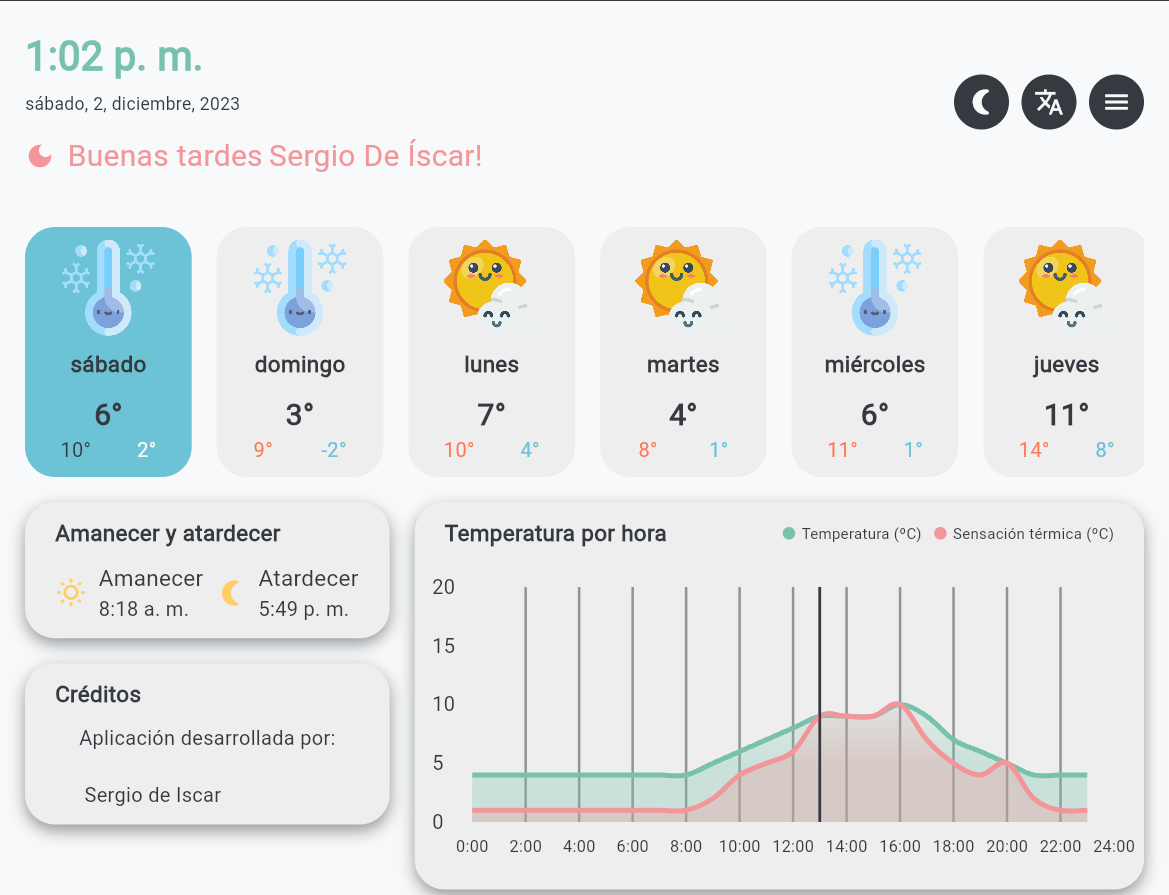 1:02 p. m.
sábado, 2, diciembre, 2023
Buenas tardes Sergio De Íscar!
sábado
6°
10° 2°
domingo
3°
9° -2°
lunes
7°
10° 4°
martes
4°
8° 1°
miércoles
6°
11° 1°
jueves
11°
14° 8°
Amanecer y atardecer
Amanecer
8:18 a. m.
Atardecer
5:49 p. m.
Créditos
Aplicación desarrollada por:
Sergio de Iscar
Temperatura por hora
Temperatura (ºC) Sensación térmica (ºC)
20
15
10
5
0
0:00 2:00 4:00 6:00 8:00 10:00 12:00 14:00 16:00 18:00 20:00 22:00 24:00